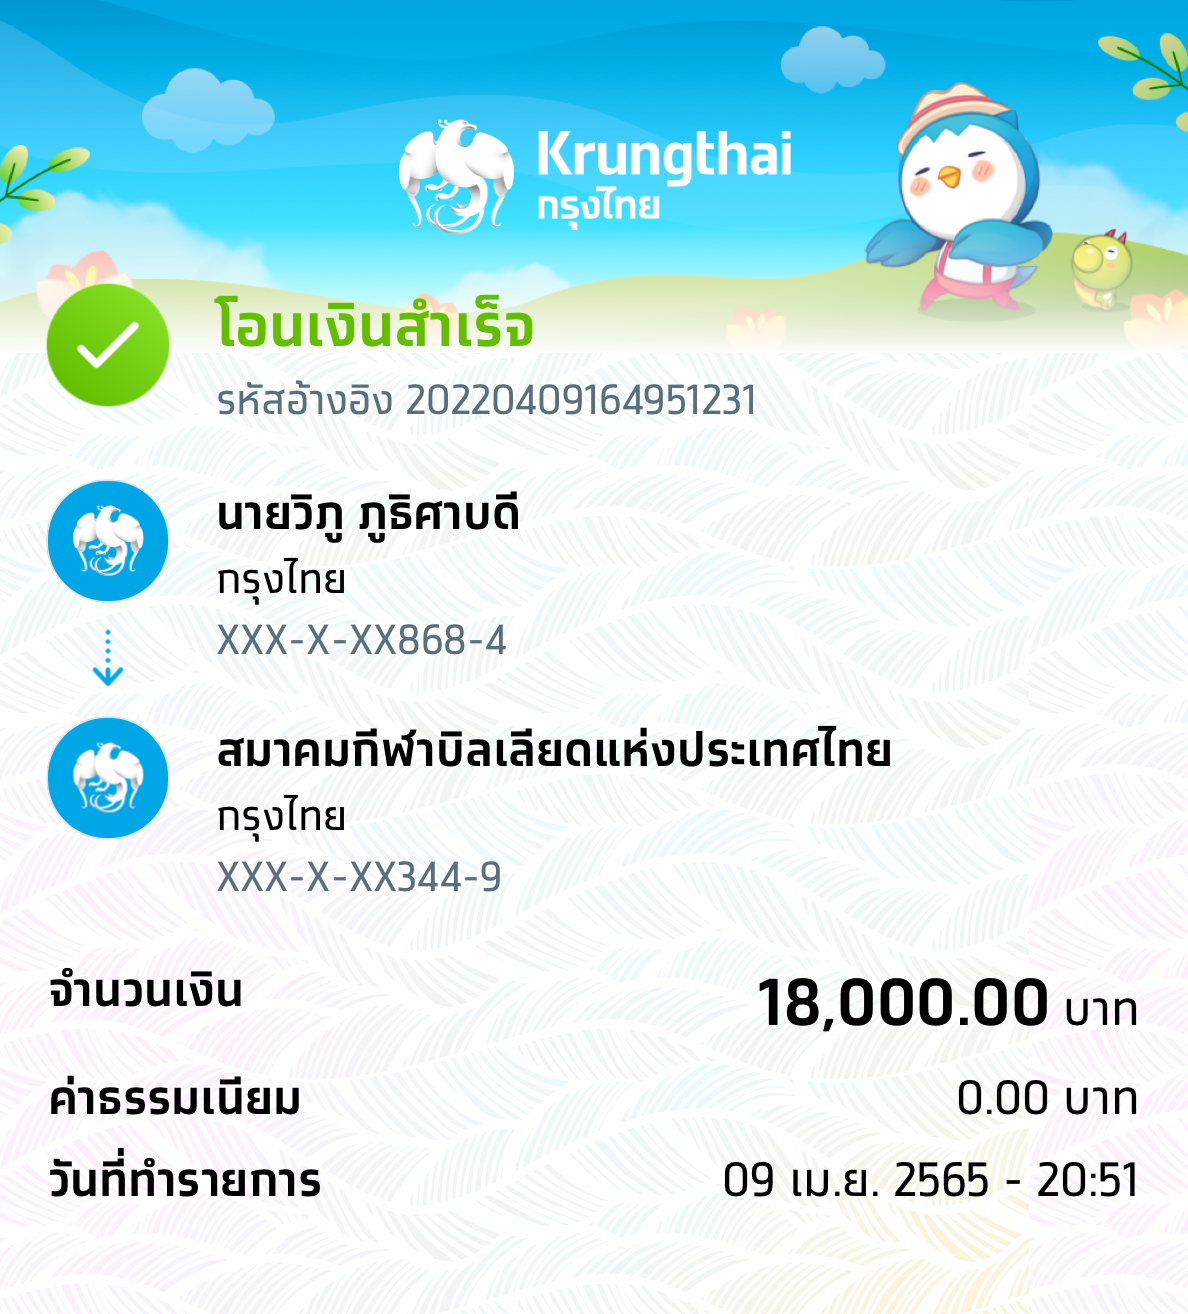 Krungthai
กรุงไทย
โอนเงินสำเร็จ
รหัสอ้างอิง 20220409164951231
นายวิภู ภูธิศาบดี
กรุงไทย
XXX-X-XX868-4
สมาคมกีฬาบิลเลียดแห่งประเทศไทย
กรุงไทย
XXX-X-XX344-9
จำนวนเงิน 18,000.00 บาท
ค่าธรรมเนียม 0.00 บาท
วันที่ทำรายการ 09 เม.ย. 2565 - 20:51